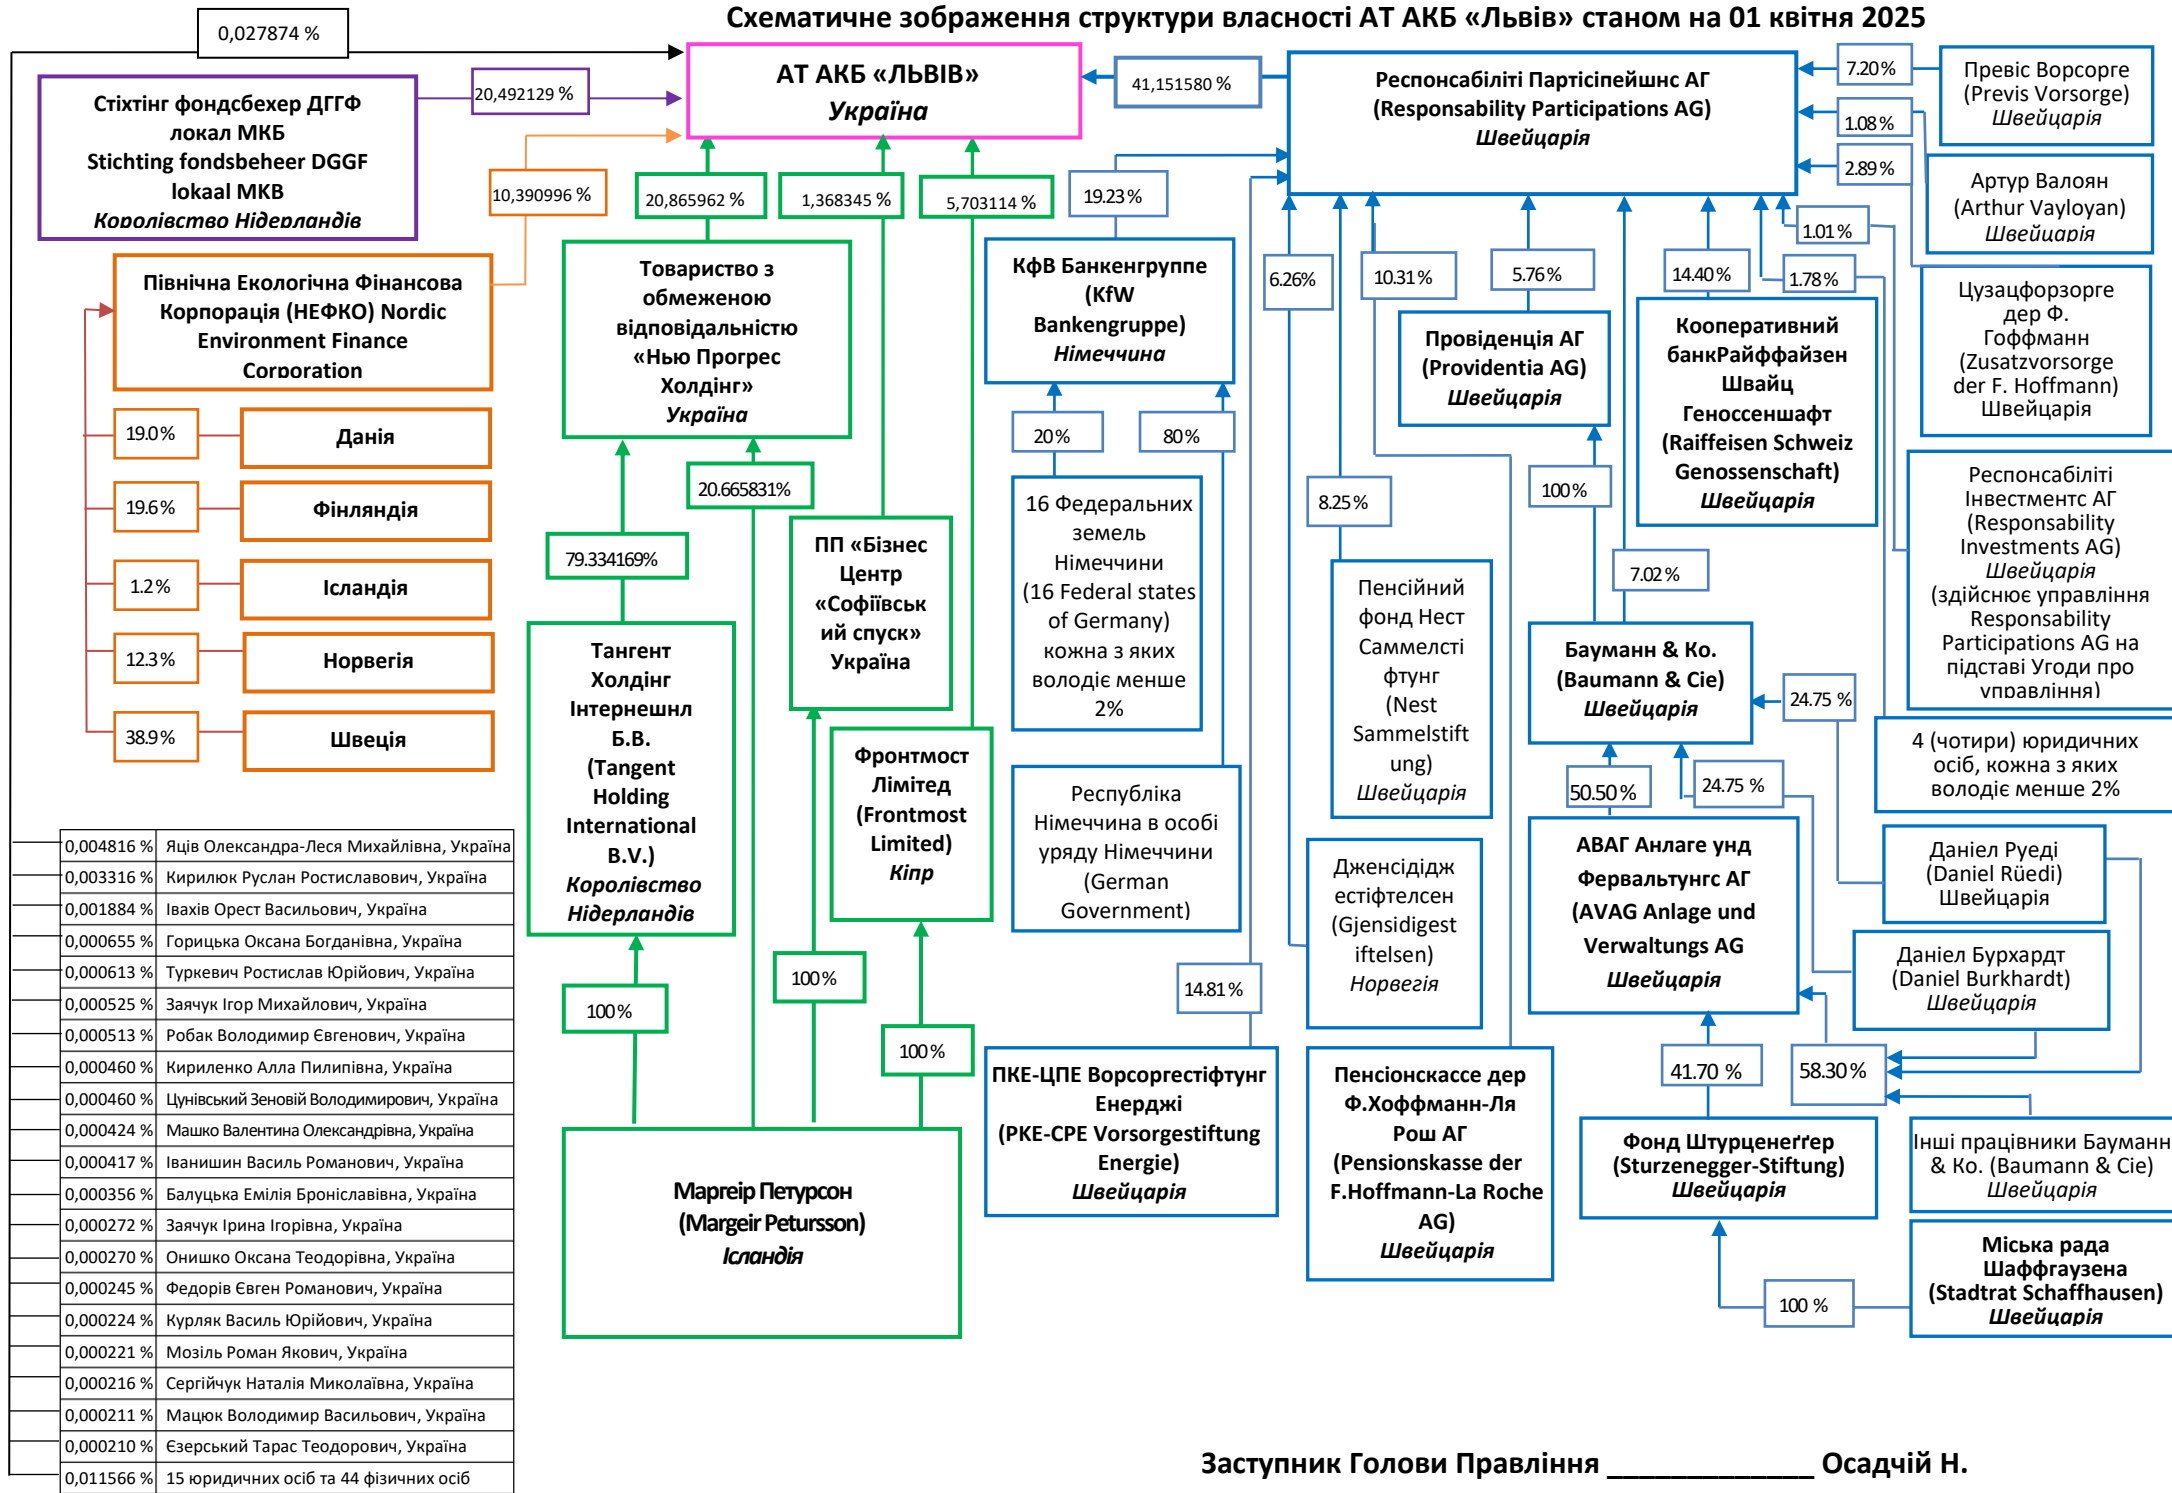 Схематичне зображення структури власності АТ АКБ «Львів» станом на 01 квітня 2025
0,027874 %
АТ АКБ «ЛЬВІВ»
Україна
Стіхтінг фондсбехер ДГГФ
локал МКБ
Stichting fondsbeheer DGGF
lokaal MKB
Королівство Нідерландів
20,492129 %
10,390996 %
20,865962 %
1,368345 %
5,703114 %
41,151580 %
Респонсабіліті Партісіпейшнс АГ
(Responsability Participations AG)
Швейцарія
7.20 %
Превіс Ворсорге
(Previs Vorsorge)
Швейцарія
1.08 %
Артур Валоян
(Arthur Vayloyan)
Швейцарія
2.89 %
Цузацфорзорге
дер Ф.
Гоффманн
(Zusatzvorsorge
der F. Hoffmann)
Швейцарія
1.01 %
Респонсабіліті
Інвестментс АГ
(Responsability
Investments AG)
Швейцарія
(здійснює управління
Responsability
Participations AG на
підставі Угоди про
управління)
1.78 %
4 (чотири) юридичних
осіб, кожна з яких
володіє менше 2%
Північна Екологічна Фінансова
Корпорація (НЕФКО) Nordic
Environment Finance
Corporation
19.0 %
Данія
19.6 %
Фінляндія
1.2 %
Ісландія
12.3 %
Норвегія
38.9 %
Швеція
Товариство з
обмеженою
відповідальністю
«Нью Прогрес
Холдінг»
Україна
79.334169%
20.665831%
Тангент
Холдінг
Інтернешнл
Б.В.
(Tangent
Holding
International
B.V.)
Королівство
Нідерландів
ПП «Бізнес
Центр
«Софіївськ
ий спуск»
Україна
Фронтмост
Лімітед
(Frontmost
Limited)
Кіпр
100 %
100 %
100 %
Маргеір Петурсон
(Margeir Petursson)
Ісландія
19.23 %
КфВ Банкенгруппе
(KfW
Bankengruppe)
Німеччина
20 %
80 %
16 Федеральних
земель
Німеччини
(16 Federal states
of Germany)
кожна з яких
володіє менше
2%
Республіка
Німеччина в особі
уряду Німеччини
(German
Government)
14.81 %
ПКЕ-ЦПЕ Ворсоргестіфтунг
Енерджі
(PKE-CPE Vorsorgestiftung
Energie)
Швейцарія
6.26%
Дженсідідж
естіфтелсен
(Gjensidigest
iftelsen)
Норвегія
8.25 %
Пенсійний
фонд Нест
Саммелсті
фтунг
(Nest
Sammelstift
ung)
Швейцарія
10.31 %
Пенсіонскассе дер
Ф.Хоффманн-Ля
Рош АГ
(Pensionskasse der
F.Hoffmann-La Roche
AG)
Швейцарія
5.76 %
Провіденція АГ
(Providentia AG)
Швейцарія
100 %
14.40 %
Кооперативний
банкРайффайзен
Швайц
Геноссеншафт
(Raiffeisen Schweiz
Genossenschaft)
Швейцарія
7.02 %
Бауманн & Ко.
(Baumann & Cie)
Швейцарія
24.75 %
50.50 %
24.75 %
АВАГ Анлаге унд
Фервальтунгс АГ
(AVAG Anlage und
Verwaltungs AG
Швейцарія
Даніел Руеді
(Daniel Rüedi)
Швейцарія
Даніел Бурхардт
(Daniel Burkhardt)
Швейцарія
41.70 %
58.30 %
Фонд Штурценеґґер
(Sturzenegger-Stiftung)
Швейцарія
Інші працівники Бауманн
& Ко. (Baumann & Cie)
Швейцарія
100 %
Міська рада
Шаффгаузена
(Stadtrat Schaffhausen)
Швейцарія
0,004816 % Яців Олександра-Леся Михайлівна, Україна
0,003316 % Кирилюк Руслан Ростиславович, Україна
0,001884 % Івахів Орест Васильович, Україна
0,000655 % Горицька Оксана Богданівна, Україна
0,000613 % Туркевич Ростислав Юрійович, Україна
0,000525 % Заячук Ігор Михайлович, Україна
0,000513 % Робак Володимир Євгенович, Україна
0,000460 % Кириленко Алла Пилипівна, Україна
0,000460 % Цунівський Зеновій Володимирович, Україна
0,000424 % Машко Валентина Олександрівна, Україна
0,000417 % Іванишин Василь Романович, Україна
0,000356 % Балуцька Емілія Броніславівна, Україна
0,000272 % Заячук Ірина Ігорівна, Україна
0,000270 % Онишко Оксана Теодорівна, Україна
0,000245 % Федорів Євген Романович, Україна
0,000224 % Курляк Василь Юрійович, Україна
0,000221 % Мозіль Роман Якович, Україна
0,000216 % Сергійчук Наталія Миколаївна, Україна
0,000211 % Мацюк Володимир Васильович, Україна
0,000210 % Єзерський Тарас Теодорович, Україна
0,011566 % 15 юридичних осіб та 44 фізичних осіб
Заступник Голови Правління _____________ Осадчій Н.